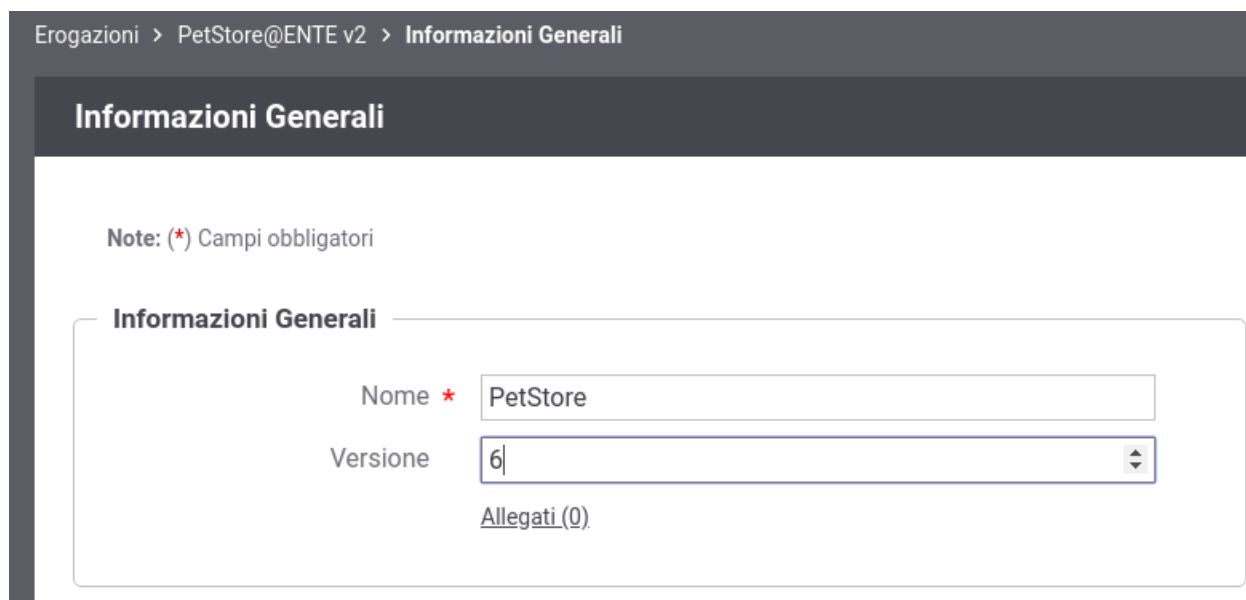 Erogazioni > PetStore@ENTE v2 > Informazioni Generali
Informazioni Generali
Note: (*) Campi obbligatori
Informazioni Generali
Nome * PetStore
Versione 6
Allegati (0)